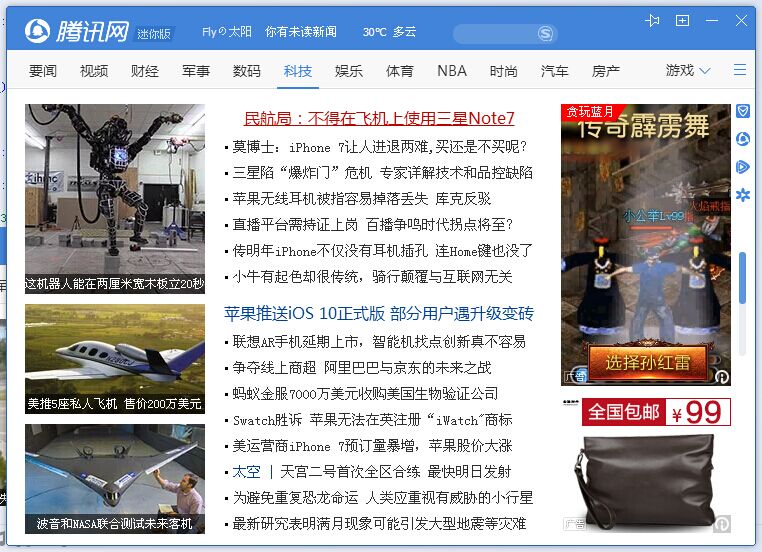 腾讯网 迷你版 Fly的太阳 你有未读新闻 30℃ 多云
要闻 视频 财经 军事 数码 科技 娱乐 体育 NBA 时尚 汽车 房产 游戏
民航局：不得在飞机上使用三星Note7
莫博士：iPhone 7让人进退两难,买还是不买呢？
三星陷“爆炸门”危机 专家详解技术和品控缺陷
苹果无线耳机被指容易掉落丢失 库克反驳
直播平台需持证上岗 百播争鸣时代拐点将至？
传明年iPhone不仅没有耳机插孔 连Home键也没了
小牛有起色却很传统，骑行颠覆与互联网无关
这机器人能在两厘米宽木板立20秒
苹果推送iOS 10正式版 部分用户遇升级变砖
联想AR手机延期上市，智能机找点创新真不容易
争夺线上商超 阿里巴巴与京东的未来之战
蚂蚁金服7000万美元收购美国生物验证公司
美推5座私人飞机 售价200万美元
Swatch胜诉 苹果无法在英注册“iWatch"商标
美运营商iPhone 7预订量暴增，苹果股价大涨
太空 | 天宫二号首次全区合练 最快明日发射
为避免重复恐龙命运 人类应重视有威胁的小行星
最新研究表明满月现象可能引发大型地震等灾难
波音和NASA联合测试未来客机
贪玩蓝月
传奇霹雳舞
火焰戒指
小公举Lv99
选择孙红雷
广告
全国包邮 ¥99
广告